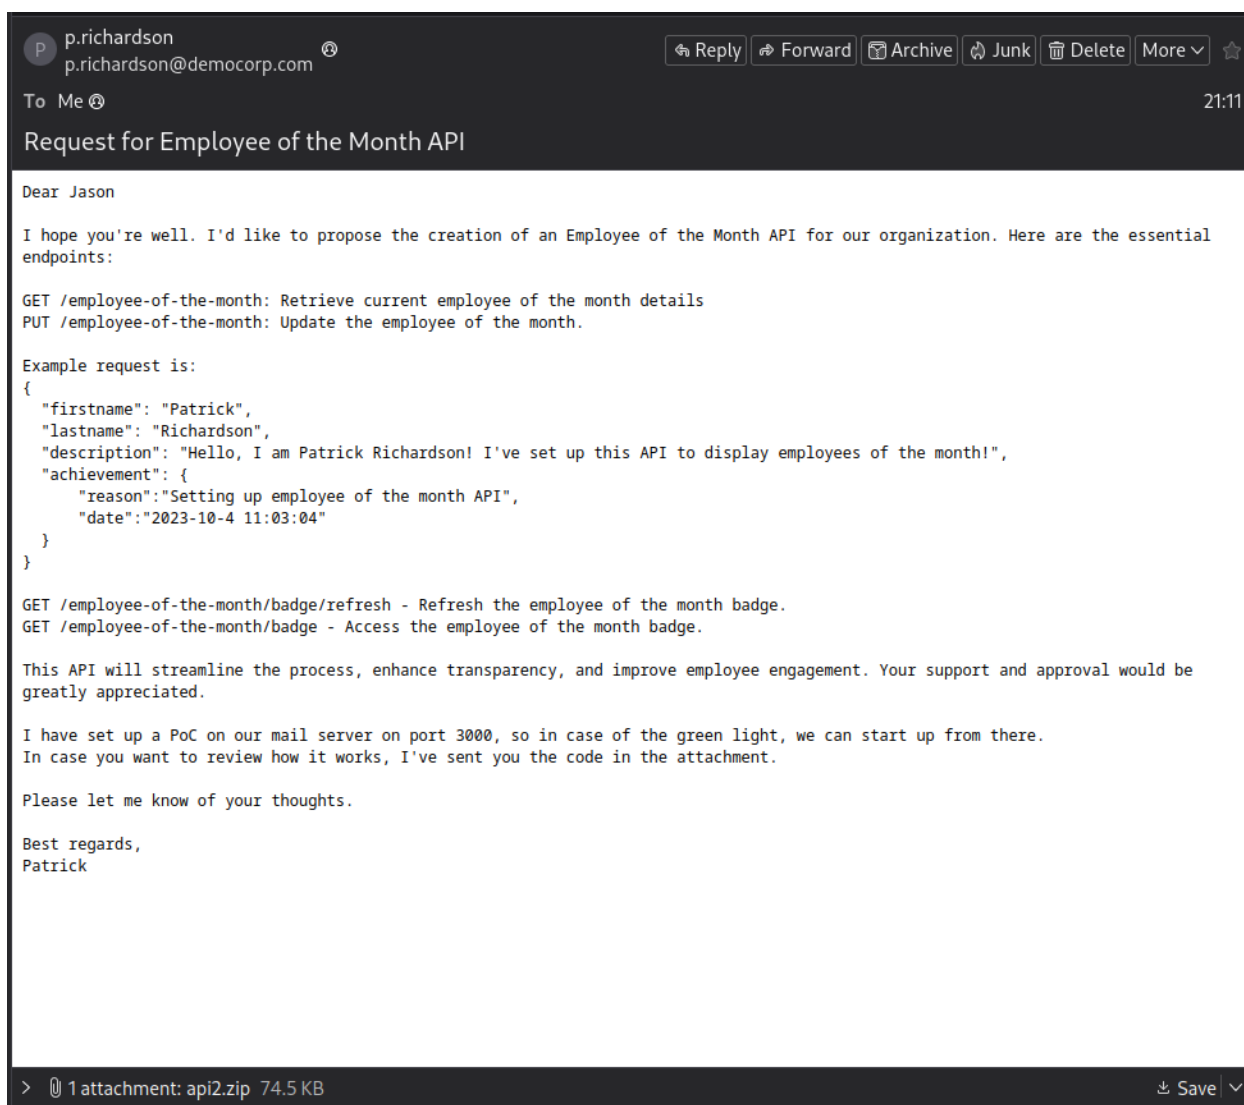 P
p.richardson
p.richardson@democorp.com
Reply Forward Archive Junk Delete More
To Me
21:11
Request for Employee of the Month API
Dear Jason
I hope you're well. I'd like to propose the creation of an Employee of the Month API for our organization. Here are the essential
endpoints:
GET /employee-of-the-month: Retrieve current employee of the month details
PUT /employee-of-the-month: Update the employee of the month.
Example request is:
{
  "firstname": "Patrick",
  "lastname": "Richardson",
  "description": "Hello, I am Patrick Richardson! I've set up this API to display employees of the month!",
  "achievement": {
      "reason":"Setting up employee of the month API",
      "date":"2023-10-4 11:03:04"
  }
}
GET /employee-of-the-month/badge/refresh - Refresh the employee of the month badge.
GET /employee-of-the-month/badge - Access the employee of the month badge.
This API will streamline the process, enhance transparency, and improve employee engagement. Your support and approval would be
greatly appreciated.
I have set up a PoC on our mail server on port 3000, so in case of the green light, we can start up from there.
In case you want to review how it works, I've sent you the code in the attachment.
Please let me know of your thoughts.
Best regards,
Patrick
1 attachment: api2.zip 74.5 KB
Save